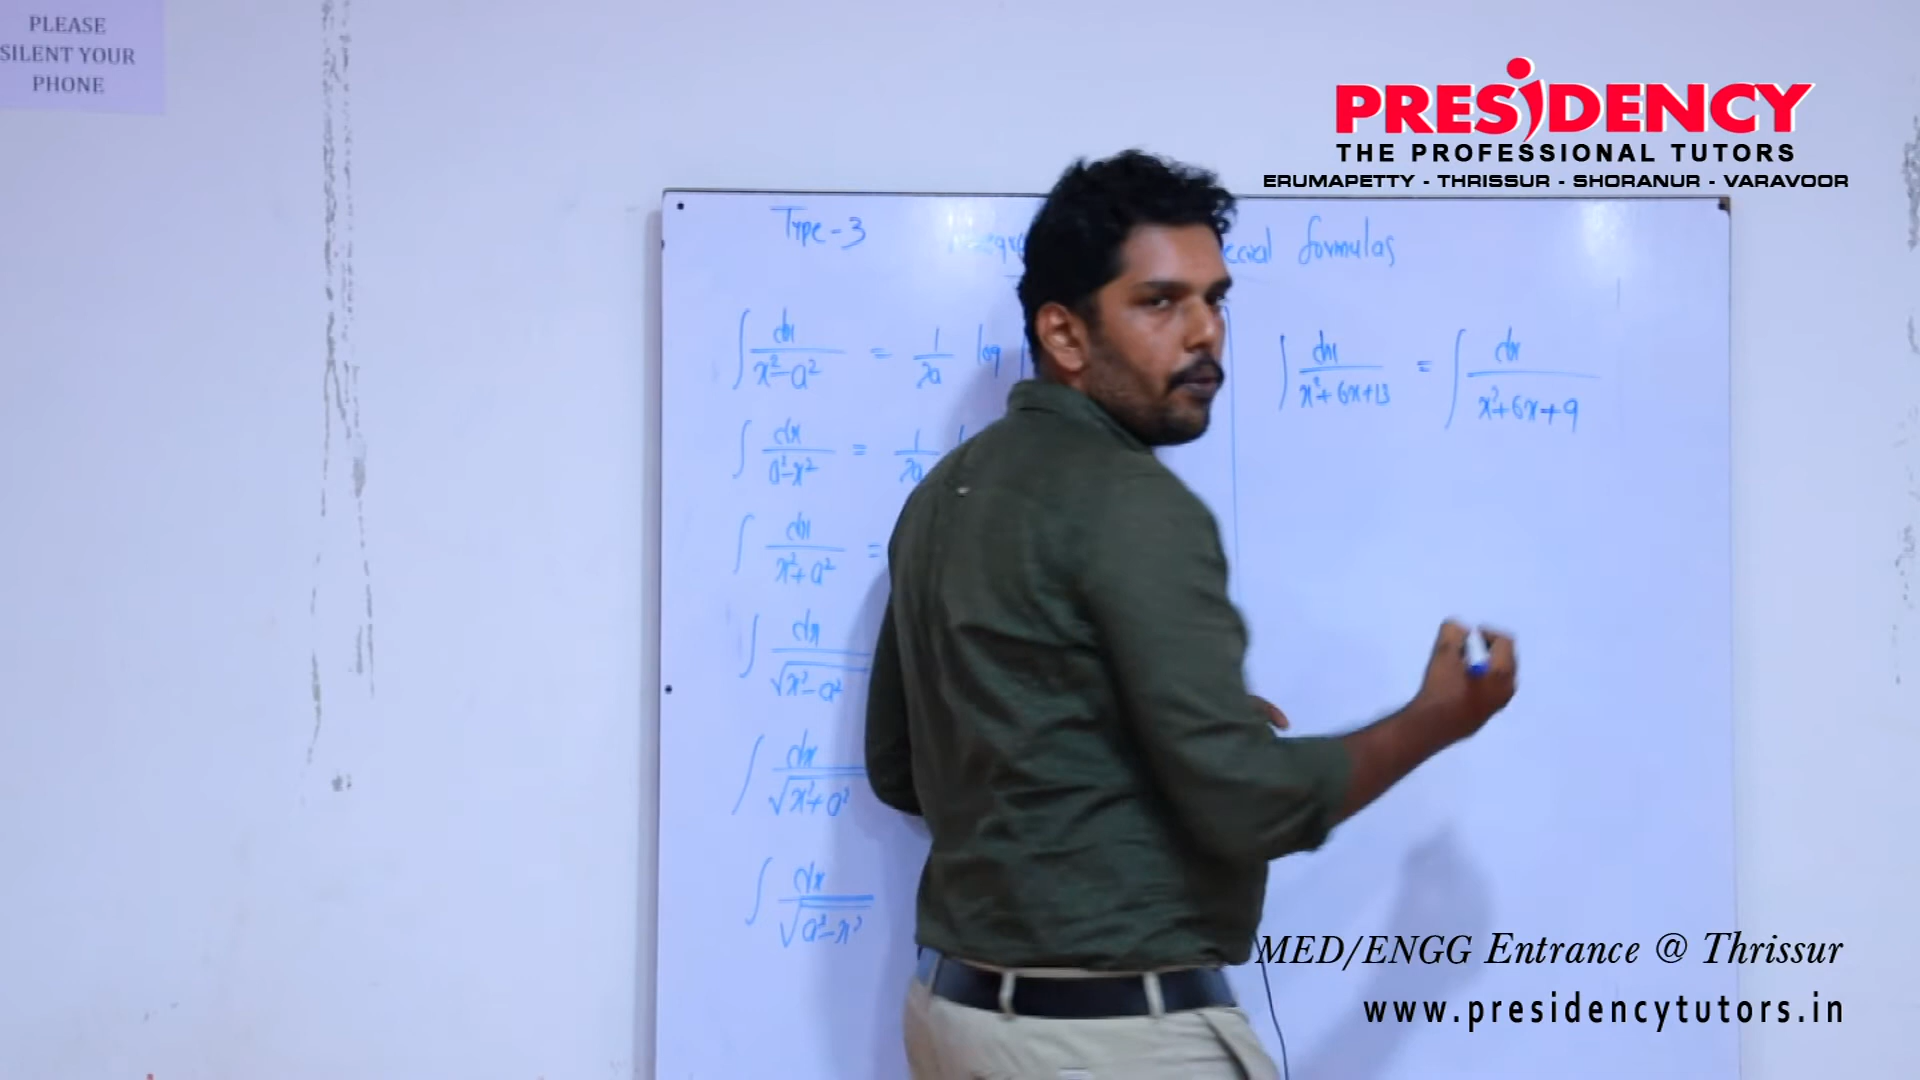 PLEASE
SILENT YOUR
PHONE
PRESIDENCY
THE PROFESSIONAL TUTORS
ERUMAPETTY - THRISSUR - SHORANUR - VARAVOOR
Type-3 formulas
∫ dx/(x²-a²) = 1/2a log
∫ dx/(a²-x²) = 1/2a
∫ dx/(x²+a²) =
∫ dx/√(x²-a²)
∫ dx/√(x²+a²)
∫ dx/√(a²-x²)
∫ dx/(x²+6x+13) = ∫ dx/(x²+6x+9
MED/ENGG Entrance @ Thrissur
www.presidencytutors.in